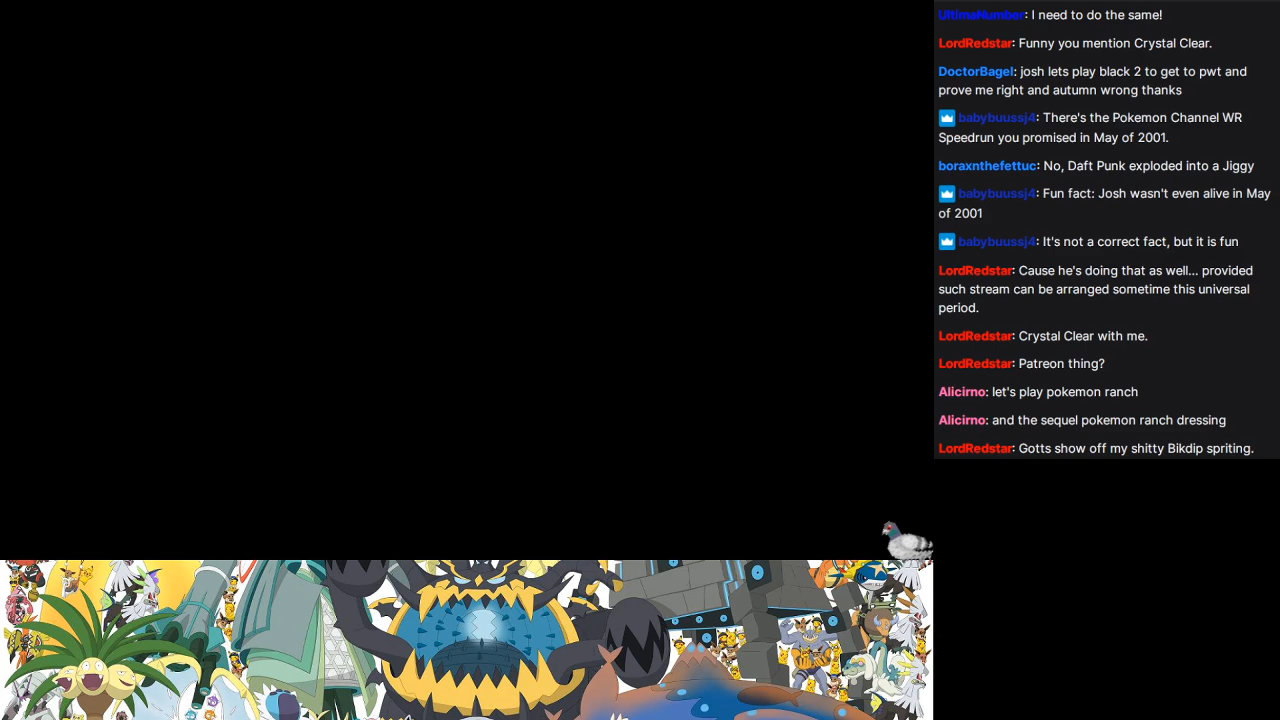 UltimaNumber: I need to do the same!
LordRedstar: Funny you mention Crystal Clear.
DoctorBagel: josh lets play black 2 to get to pwt and
prove me right and autumn wrong thanks
babybuussj4: There's the Pokemon Channel WR
Speedrun you promised in May of 2001.
boraxnthefettuc: No, Daft Punk exploded into a Jiggy
babybuussj4: Fun fact: Josh wasn't even alive in May
of 2001
babybuussj4: It's not a correct fact, but it is fun
LordRedstar: Cause he's doing that as well... provided
such stream can be arranged sometime this universal
period.
LordRedstar: Crystal Clear with me.
LordRedstar: Patreon thing?
Alicirno: let's play pokemon ranch
Alicirno: and the sequel pokemon ranch dressing
LordRedstar: Gotts show off my shitty Bikdip spriting.